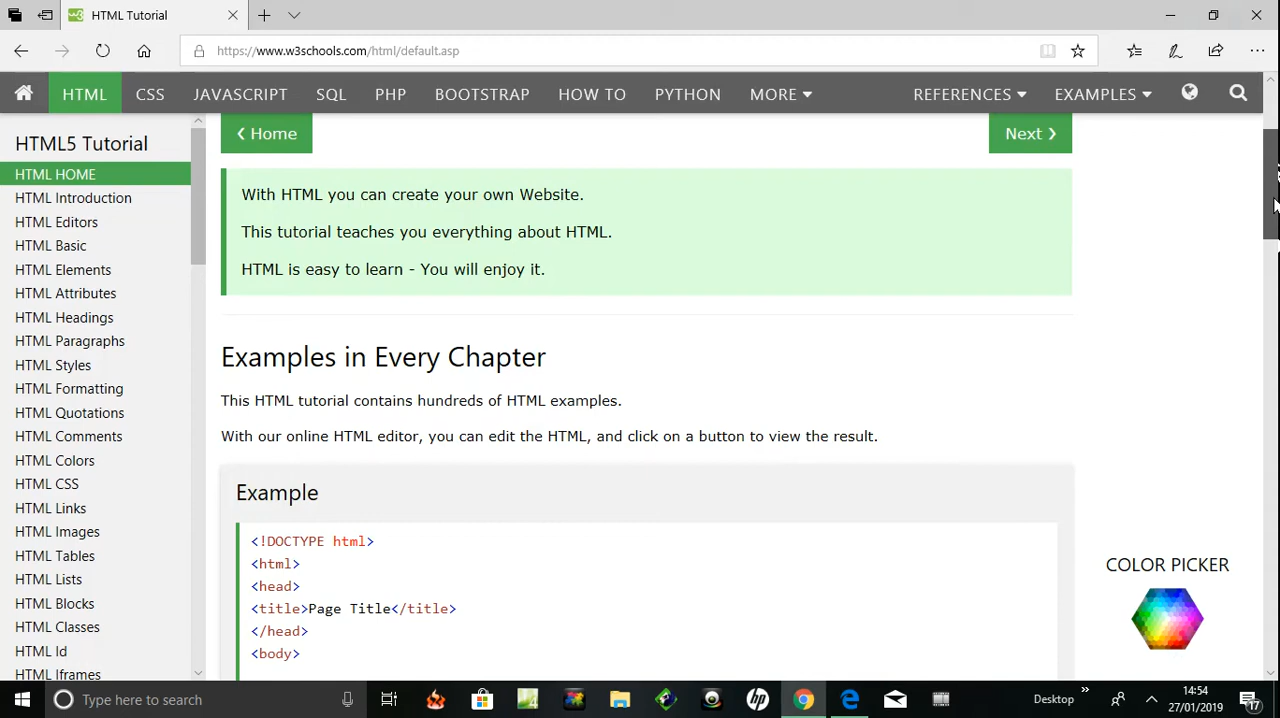 HTML Tutorial
https://www.w3schools.com/html/default.asp
HTML CSS JAVASCRIPT SQL PHP BOOTSTRAP HOW TO PYTHON MORE REFERENCES EXAMPLES
HTML5 Tutorial
HTML HOME
HTML Introduction
HTML Editors
HTML Basic
HTML Elements
HTML Attributes
HTML Headings
HTML Paragraphs
HTML Styles
HTML Formatting
HTML Quotations
HTML Comments
HTML Colors
HTML CSS
HTML Links
HTML Images
HTML Tables
HTML Lists
HTML Blocks
HTML Classes
HTML Id
HTML Iframes
❮ Home
Next ❯
With HTML you can create your own Website.
This tutorial teaches you everything about HTML.
HTML is easy to learn - You will enjoy it.
Examples in Every Chapter
This HTML tutorial contains hundreds of HTML examples.
With our online HTML editor, you can edit the HTML, and click on a button to view the result.
Example
<!DOCTYPE html>
<html>
<head>
<title>Page Title</title>
</head>
<body>
COLOR PICKER
Type here to search
Desktop
14:54
27/01/2019
17